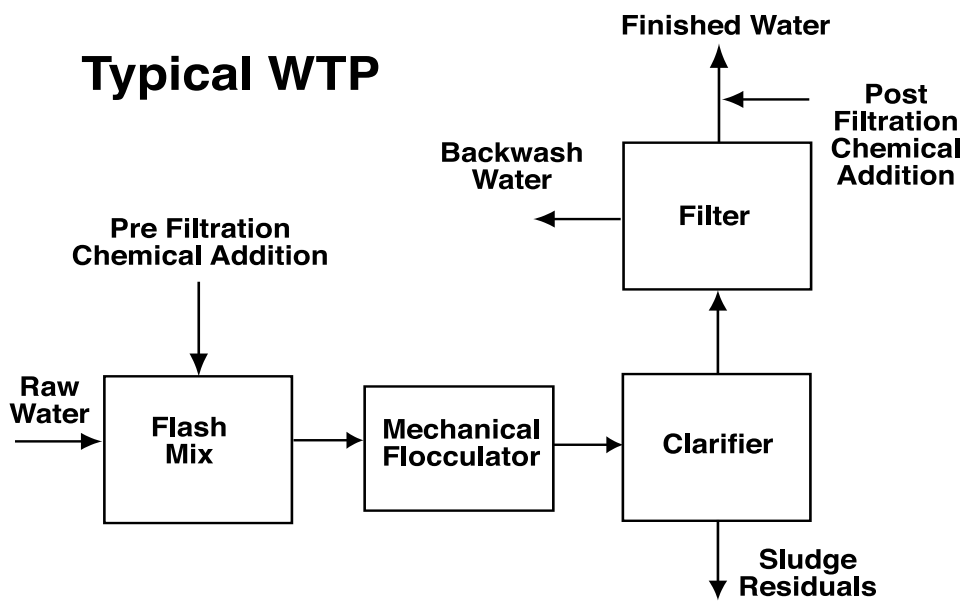 Typical WTP
Finished Water
Post
Filtration
Chemical
Addition
Backwash
Water
Filter
Pre Filtration
Chemical Addition
Raw
Water
Flash
Mix
Mechanical
Flocculator
Clarifier
Sludge
Residuals